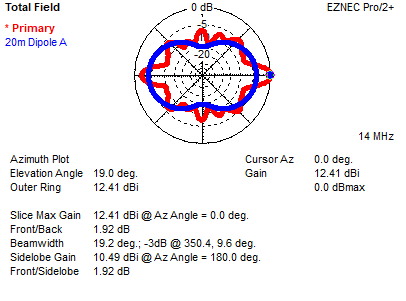 Total Field
EZNEC Pro/2+
* Primary
20m Dipole A
0 dB
-5
-10
-15
-20
-25
-30
14 MHz
Azimuth Plot
Cursor Az 0.0 deg.
Elevation Angle 19.0 deg.
Gain 12.41 dBi
Outer Ring 12.41 dBi
0.0 dBmax
Slice Max Gain 12.41 dBi @ Az Angle = 0.0 deg.
Front/Back 1.92 dB
Beamwidth 19.2 deg.; -3dB @ 350.4, 9.6 deg.
Sidelobe Gain 10.49 dBi @ Az Angle = 180.0 deg.
Front/Sidelobe 1.92 dB